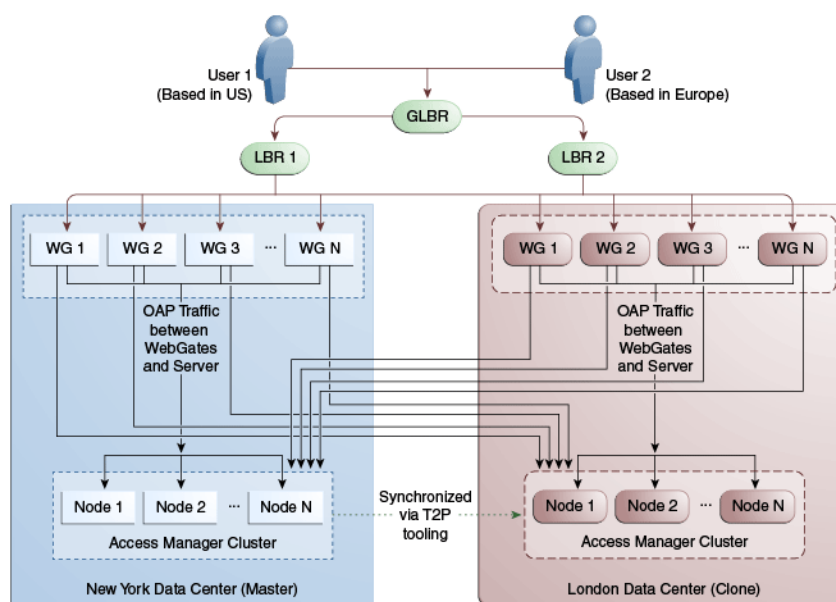 User 1
(Based in US)
User 2
(Based in Europe)
GLBR
LBR 1
LBR 2
WG 1
WG 2
WG 3
...
WG N
WG 1
WG 2
WG 3
...
WG N
OAP Traffic
between
WebGates
and Server
OAP Traffic
between
WebGates
and Server
Node 1
Node 2
...
Node N
Access Manager Cluster
Synchronized
via T2P
tooling
Node 1
Node 2
...
Node N
Access Manager Cluster
New York Data Center (Master)
London Data Center (Clone)